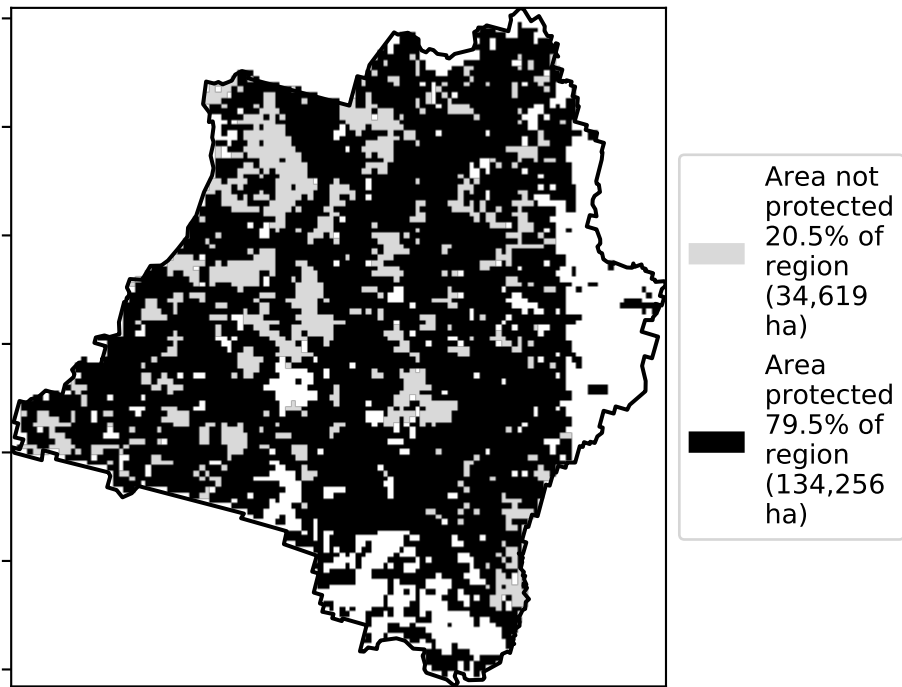 Area not
protected
20.5% of
region
(34,619
ha)
Area
protected
79.5% of
region
(134,256
ha)